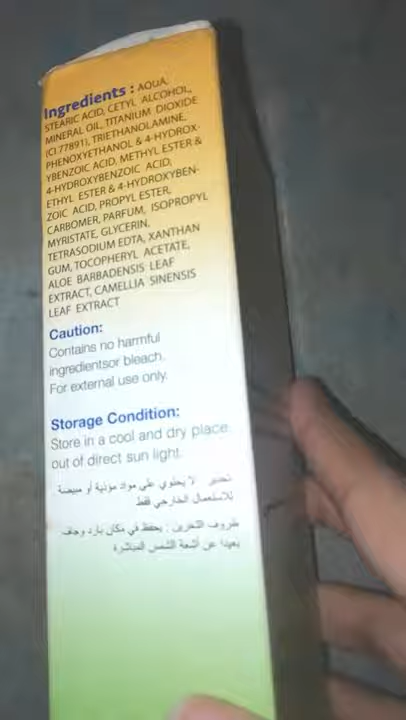 Ingredients : AQUA,
STEARIC ACID, CETYL ALCOHOL,
MINERAL OIL, TITANIUM DIOXIDE
(CI 77891), TRIETHANOLAMINE,
PHENOXYETHANOL & 4-HYDROX-
YBENZOIC ACID, METHYL ESTER &
4-HYDROXYBENZOIC ACID,
ETHYL ESTER & 4-HYDROXYBEN-
ZOIC ACID, PROPYL ESTER,
CARBOMER, PARFUM, ISOPROPYL
MYRISTATE, GLYCERIN,
TETRASODIUM EDTA, XANTHAN
GUM, TOCOPHERYL ACETATE,
ALOE BARBADENSIS LEAF
EXTRACT, CAMELLIA SINENSIS
LEAF EXTRACT
Caution:
Contains no harmful
ingredientsor bleach.
For external use only.
Storage Condition:
Store in a cool and dry place
out of direct sun light.
تحذير : لا يحتوي على مواد مؤذية أو مبيضة
للاستعمال الخارجي فقط
ظروف التخزين : يحفظ في مكان بارد وجاف
بعيدا عن أشعة الشمس المباشرة